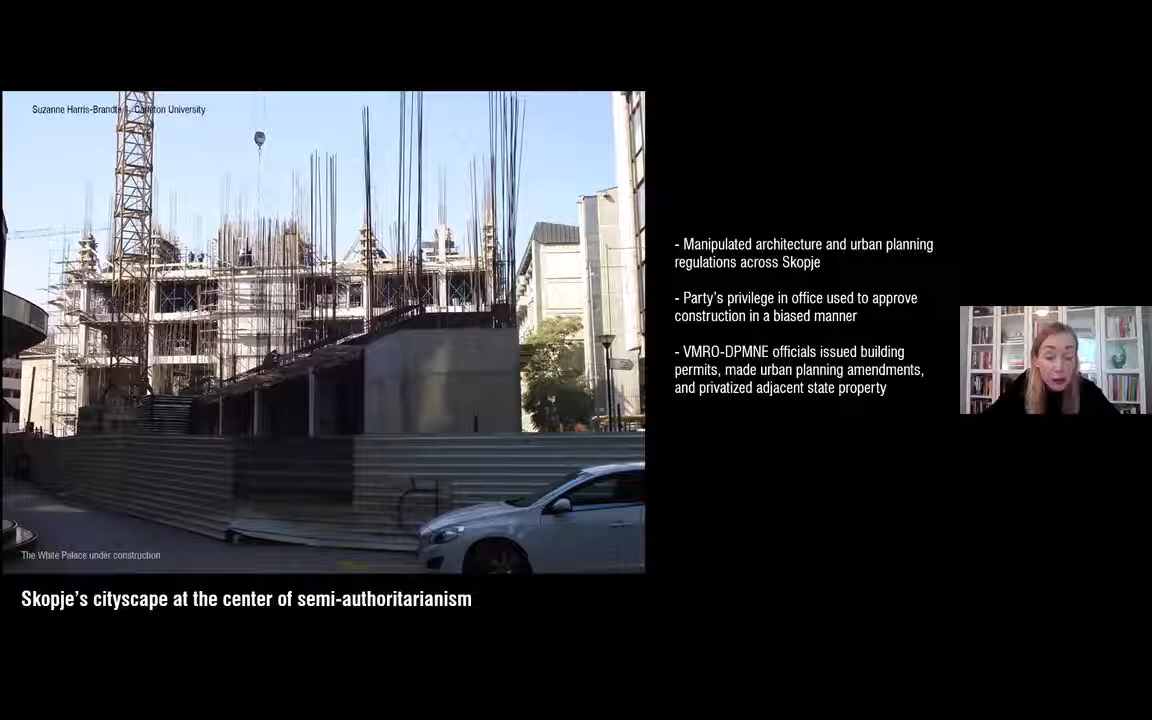 Suzanne Harris-Brandts | Carleton University
- Manipulated architecture and urban planning
regulations across Skopje
- Party's privilege in office used to approve
construction in a biased manner
- VMRO-DPMNE officials issued building
permits, made urban planning amendments,
and privatized adjacent state property
The White Palace under construction
Skopje's cityscape at the center of semi-authoritarianism